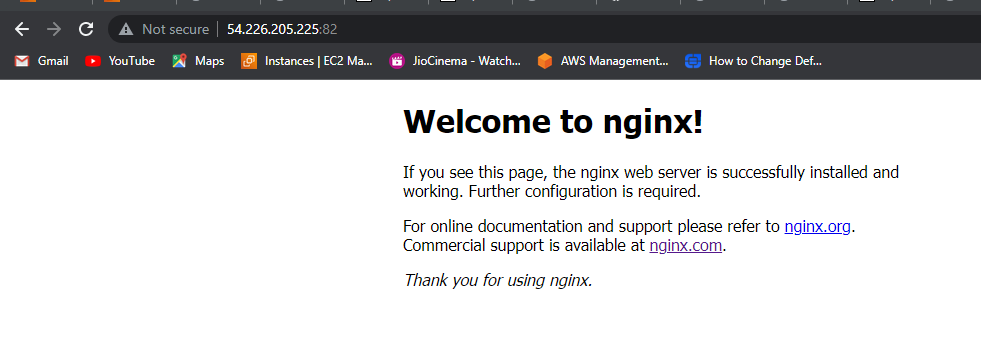 Not secure 54.226.205.225:82
Gmail YouTube Maps Instances | EC2 Ma... JioCinema - Watch... AWS Management... How to Change Def...
Welcome to nginx!
If you see this page, the nginx web server is successfully installed and
working. Further configuration is required.
For online documentation and support please refer to nginx.org.
Commercial support is available at nginx.com.
Thank you for using nginx.